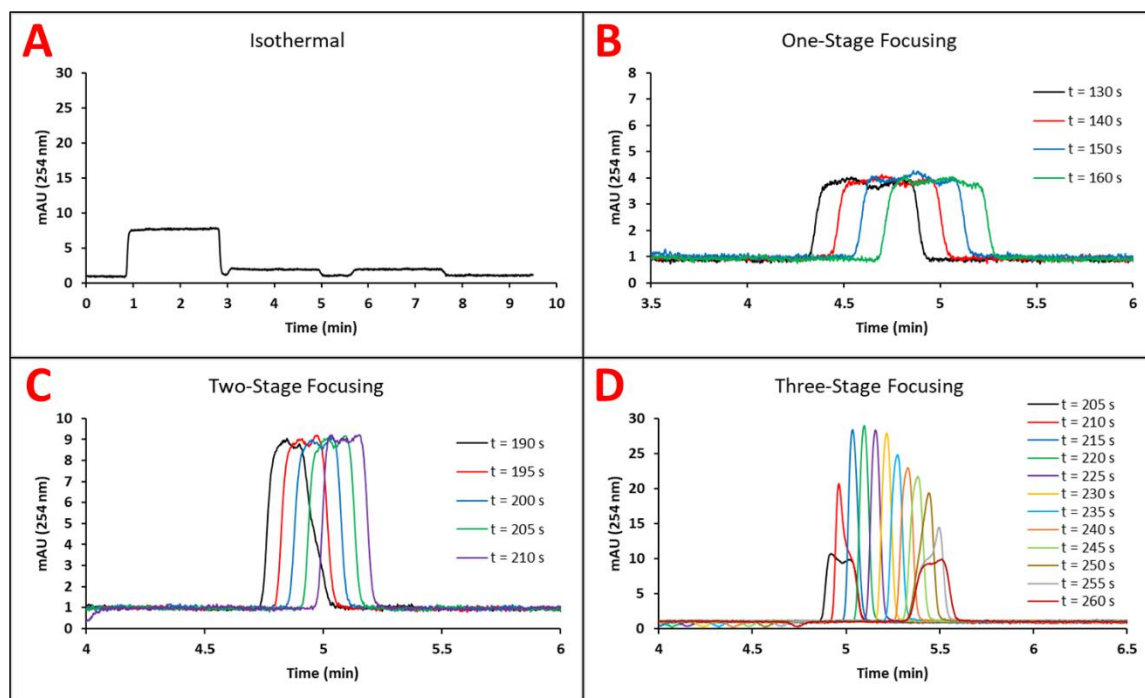 A
Isothermal
mAU (254 nm)
30
25
20
15
10
5
0
0 1 2 3 4 5 6 7 8 9 10
Time (min)
B
One-Stage Focusing
mAU (254 nm)
8
7
6
5
4
3
2
1
0
3.5 4 4.5 5 5.5 6
Time (min)
t = 130 s
t = 140 s
t = 150 s
t = 160 s
C
Two-Stage Focusing
mAU (254 nm)
10
9
8
7
6
5
4
3
2
1
0
4 4.5 5 5.5 6
Time (min)
t = 190 s
t = 195 s
t = 200 s
t = 205 s
t = 210 s
D
Three-Stage Focusing
mAU (254 nm)
30
25
20
15
10
5
0
4 4.5 5 5.5 6 6.5
Time (min)
t = 205 s
t = 210 s
t = 215 s
t = 220 s
t = 225 s
t = 230 s
t = 235 s
t = 240 s
t = 245 s
t = 250 s
t = 255 s
t = 260 s